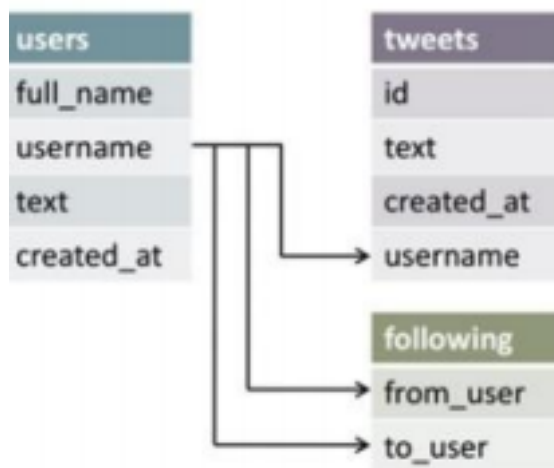 users
full_name
username
text
created_at
tweets
id
text
created_at
username
following
from_user
to_user